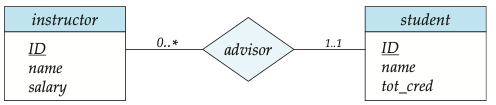 instructor
ID
name
salary
0..*
advisor
1..1
student
ID
name
tot_cred